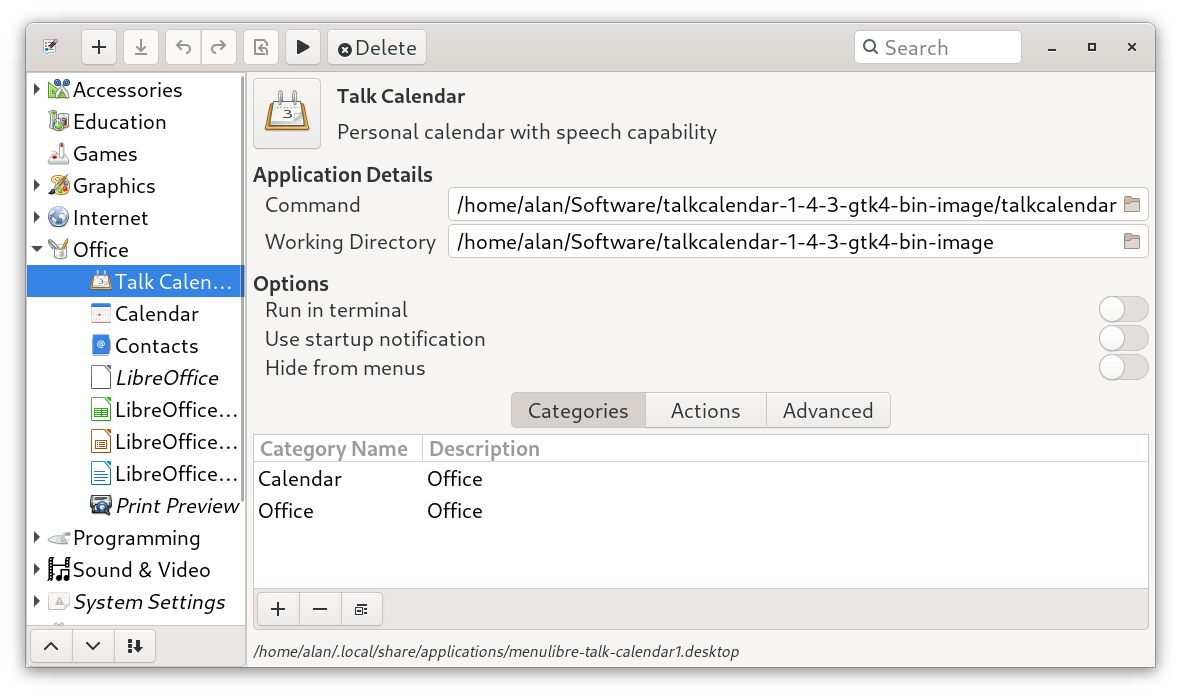 Delete
Search
Accessories
Education
Games
Graphics
Internet
Office
Talk Calen...
Calendar
Contacts
LibreOffice
LibreOffice...
LibreOffice...
LibreOffice...
Print Preview
Programming
Sound & Video
System Settings
3
Talk Calendar
Personal calendar with speech capability
Application Details
Command
/home/alan/Software/talkcalendar-1-4-3-gtk4-bin-image/talkcalendar
Working Directory
/home/alan/Software/talkcalendar-1-4-3-gtk4-bin-image
Options
Run in terminal
Use startup notification
Hide from menus
Categories Actions Advanced
Category Name Description
Calendar Office
Office Office
/home/alan/.local/share/applications/menulibre-talk-calendar1.desktop